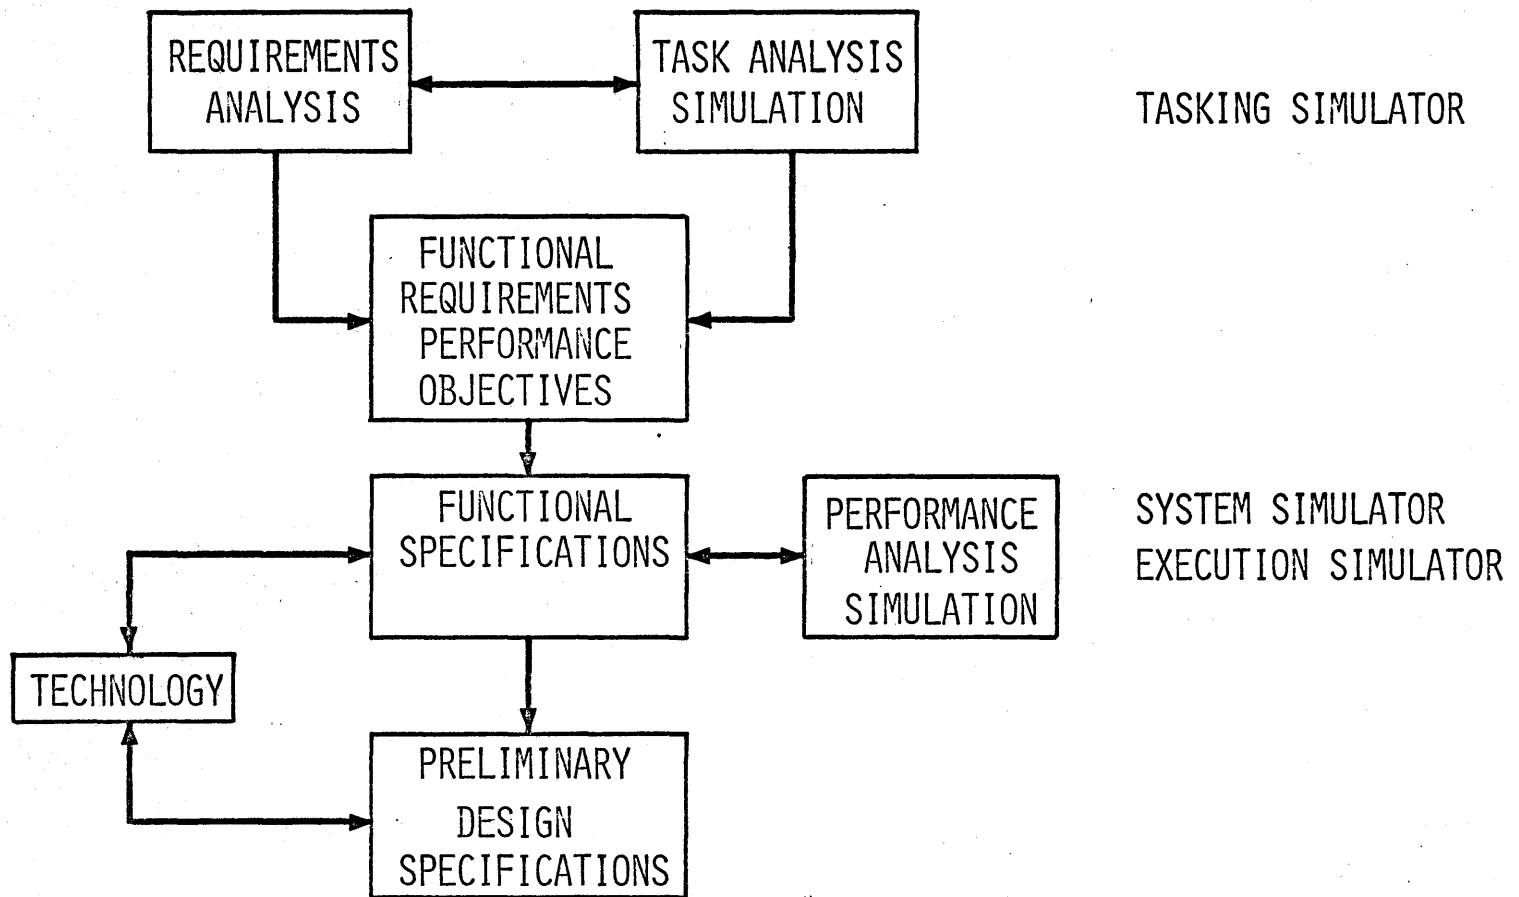 REQUIREMENTS
ANALYSIS
TASK ANALYSIS
SIMULATION
TASKING SIMULATOR
FUNCTIONAL
REQUIREMENTS
PERFORMANCE
OBJECTIVES
FUNCTIONAL
SPECIFICATIONS
PERFORMANCE
ANALYSIS
SIMULATION
SYSTEM SIMULATOR
EXECUTION SIMULATOR
TECHNOLOGY
PRELIMINARY
DESIGN
SPECIFICATIONS